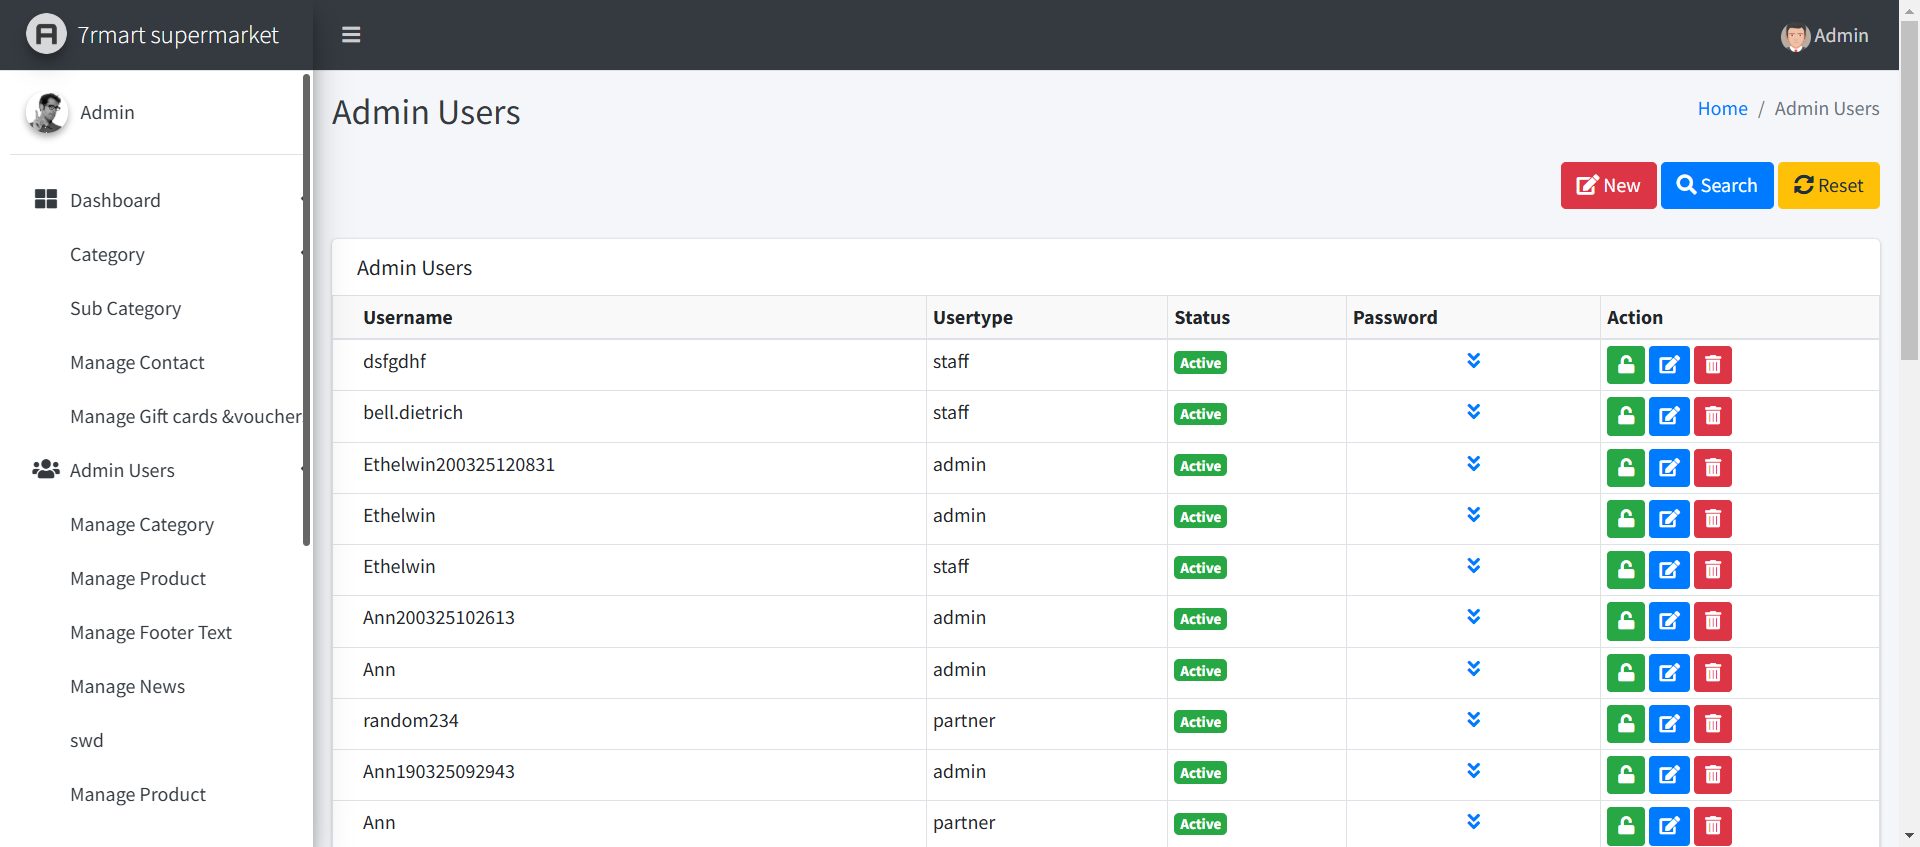 7rmart supermarket
Admin
Admin
Admin Users
Home / Admin Users
New
Search
Reset
Dashboard
Category
Sub Category
Manage Contact
Manage Gift cards &voucher
Admin Users
Manage Category
Manage Product
Manage Footer Text
Manage News
swd
Manage Product
Admin Users
Username Usertype Status Password Action
dsfgdhf staff Active
bell.dietrich staff Active
Ethelwin200325120831 admin Active
Ethelwin admin Active
Ethelwin staff Active
Ann200325102613 admin Active
Ann admin Active
random234 partner Active
Ann190325092943 admin Active
Ann partner Active